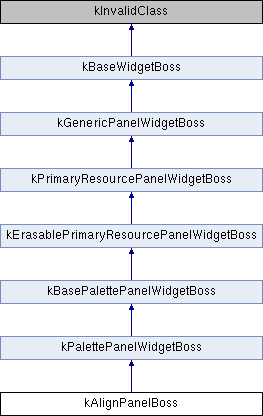 kInvalidClass
kBaseWidgetBoss
kGenericPanelWidgetBoss
kPrimaryResourcePanelWidgetBoss
kErasablePrimaryResourcePanelWidgetBoss
kBasePalettePanelWidgetBoss
kPalettePanelWidgetBoss
kAlignPanelBoss